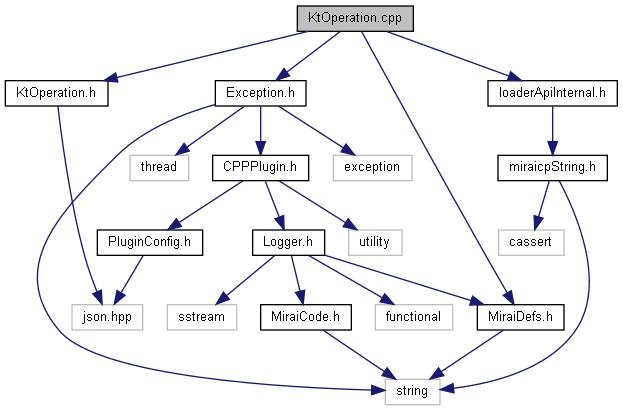 KtOperation.cpp
KtOperation.h
Exception.h
loaderApiInternal.h
thread
CPPPlugin.h
exception
miraicpString.h
PluginConfig.h
Logger.h
utility
cassert
json.hpp
sstream
MiraiCode.h
functional
MiraiDefs.h
string